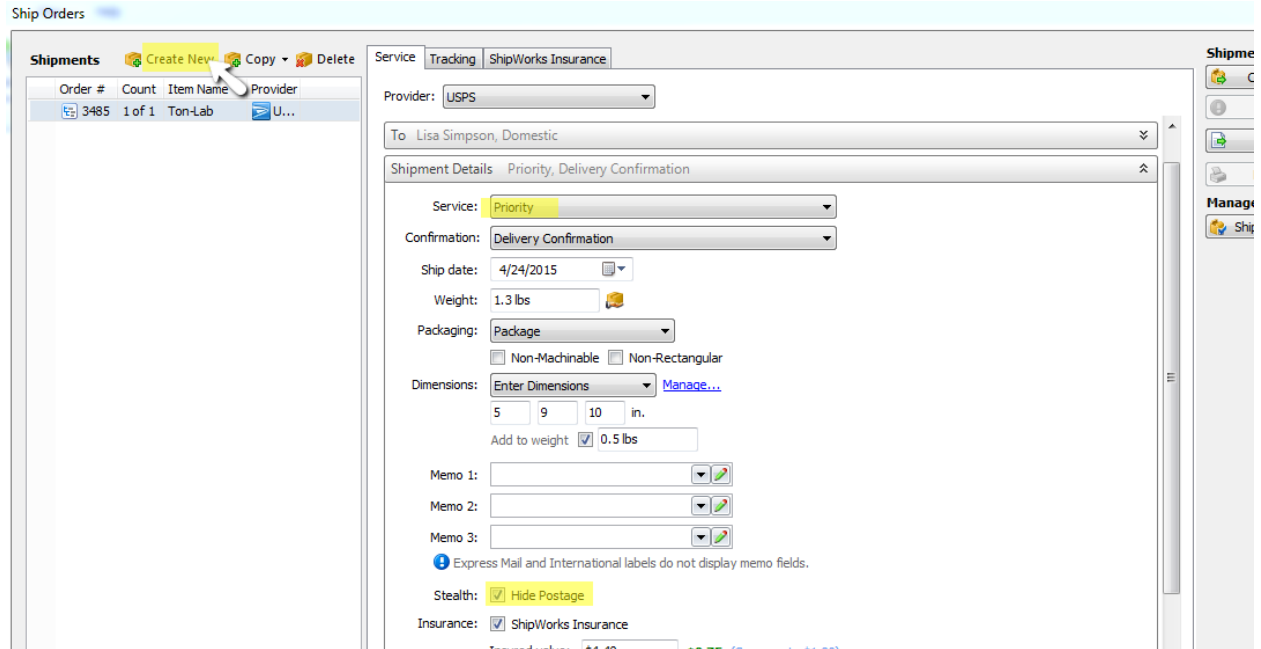 Ship Orders
Shipments Create New Copy Delete
Order # Count Item Name Provider
3485 1 of 1 Ton-Lab U...
Service Tracking ShipWorks Insurance
Provider: USPS
To Lisa Simpson, Domestic
Shipment Details Priority, Delivery Confirmation
Service: Priority
Confirmation: Delivery Confirmation
Ship date: 4/24/2015
Weight: 1.3 lbs
Packaging: Package
Non-Machinable Non-Rectangular
Dimensions: Enter Dimensions Manage...
5 9 10 in.
Add to weight 0.5 lbs
Memo 1:
Memo 2:
Memo 3:
Express Mail and International labels do not display memo fields.
Stealth: Hide Postage
Insurance: ShipWorks Insurance
Shipme
C
Manage
Ship